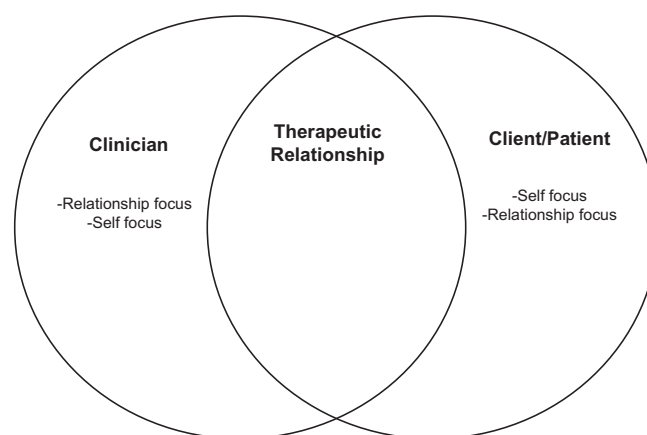 Clinician
-Relationship focus
-Self focus
Therapeutic
Relationship
Client/Patient
-Self focus
-Relationship focus